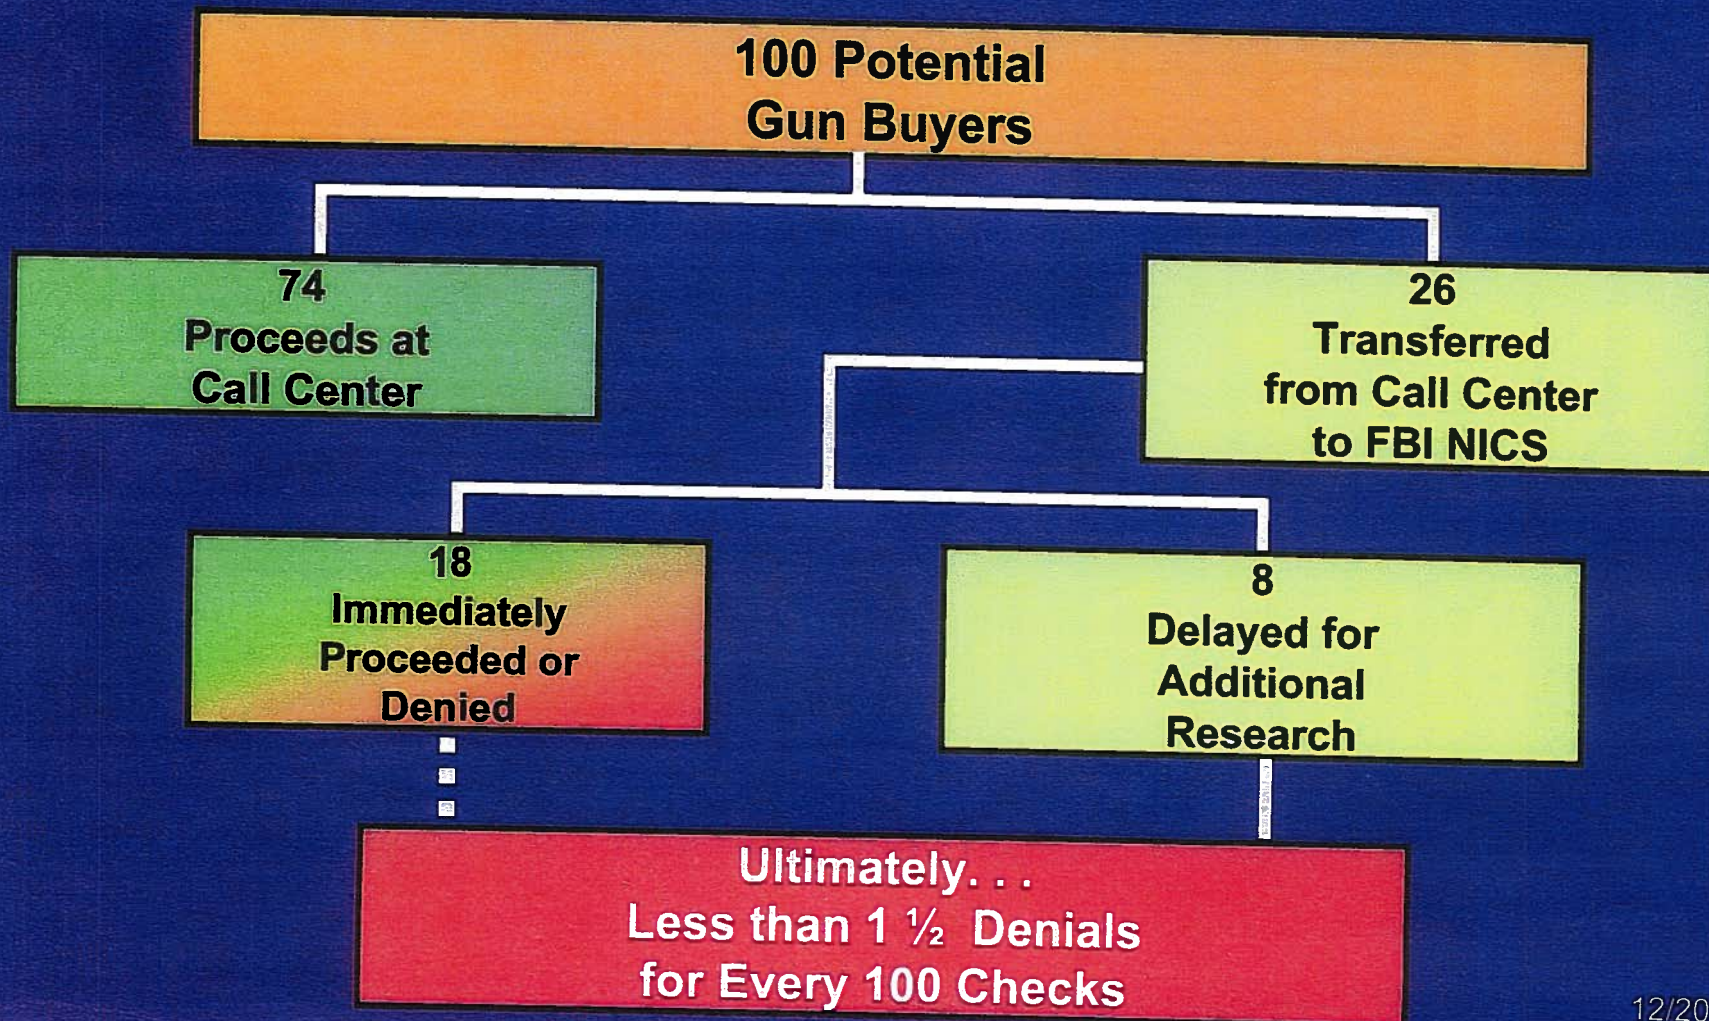 100 Potential
Gun Buyers
74
Proceeds at
Call Center
26
Transferred
from Call Center
to FBI NICS
18
Immediately
Proceeded or
Denied
8
Delayed for
Additional
Research
Ultimately. . .
Less than 1 ½ Denials
for Every 100 Checks
12/20